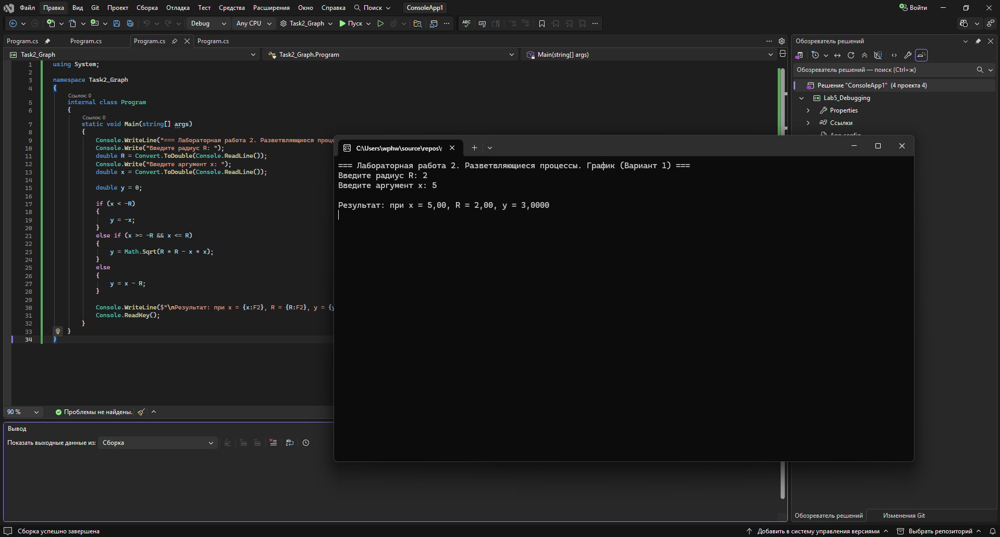 Файл Правка Вид Git Проект Сборка Отладка Тест Средства Расширения Окно Справка Поиск ConsoleApp1 Войти
Debug Any CPU Task2_Graph Пуск
Program.cs Program.cs Program.cs Program.cs
Task2_Graph Task2_Graph.Program Main(string[] args)
1 using System;
2
3 namespace Task2_Graph
4 {
Ссылок: 0
5 internal class Program
6 {
Ссылок: 0
7 static void Main(string[] args)
8 {
9 Console.WriteLine("=== Лабораторная работа 2. Разветвляющиеся проце
10 Console.Write("Введите радиус R: ");
11 double R = Convert.ToDouble(Console.ReadLine());
12 Console.Write("Введите аргумент x: ");
13 double x = Convert.ToDouble(Console.ReadLine());
14
15 double y = 0;
16
17 if (x < -R)
18 {
19 y = -x;
20 }
21 else if (x >= -R && x <= R)
22 {
23 y = Math.Sqrt(R * R - x * x);
24 }
25 else
26 {
27 y = x - R;
28 }
29
30 Console.WriteLine($"\nРезультат: при x = {x:F2}, R = {R:F2}, y = {y
31 Console.ReadKey();
32 }
33 }
34 }
90 % Проблемы не найдены.
Вывод
Показать выходные данные из: Сборка
C:\Users\wphw\source\repos\
=== Лабораторная работа 2. Разветвляющиеся процессы. График (Вариант 1) ===
Введите радиус R: 2
Введите аргумент x: 5
Результат: при x = 5,00, R = 2,00, y = 3,0000
Обозреватель решений
Обозреватель решений — поиск (Ctrl+ж)
Решение "ConsoleApp1" (4 проекта 4)
Lab5_Debugging
Properties
Ссылки
App.config
Обозреватель решений Изменения Git
Сборка успешно завершена Добавить в систему управления версиями Выбрать репозиторий